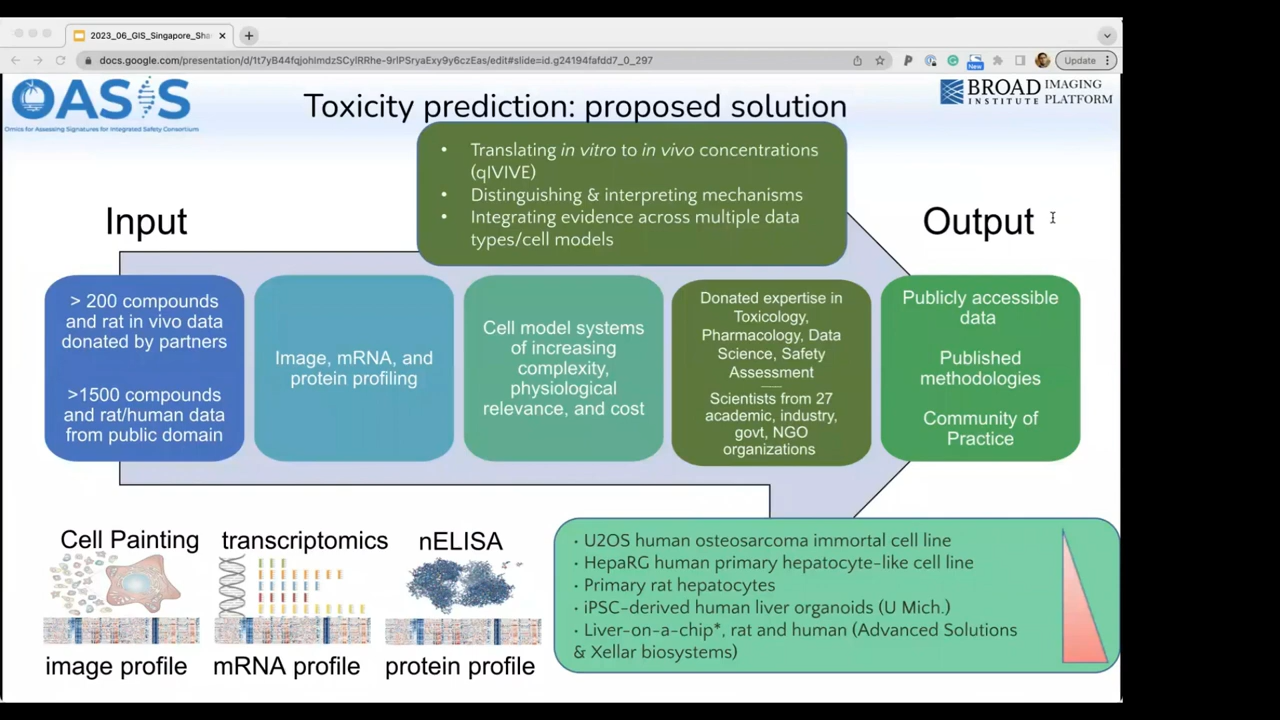 2023_06_GIS_Singapore_Sha
docs.google.com/presentation/d/1t7yB44fqjohImdzSCyIRRhe-9rIPSryaExy9y6czEas/edit#slide=id.g24194fafdd7_0_297
New
Update
OASIS
Omics for Assessing Signatures for Integrated Safety Consortium
Toxicity prediction: proposed solution
BROAD INSTITUTE
IMAGING PLATFORM
• Translating in vitro to in vivo concentrations
(qIVIVE)
• Distinguishing & interpreting mechanisms
• Integrating evidence across multiple data
types/cell models
Input
Output
> 200 compounds
and rat in vivo data
donated by partners
>1500 compounds
and rat/human data
from public domain
Image, mRNA, and
protein profiling
Cell model systems
of increasing
complexity,
physiological
relevance, and cost
Donated expertise in
Toxicology,
Pharmacology, Data
Science, Safety
Assessment
Scientists from 27
academic, industry,
govt, NGO
organizations
Publicly accessible
data
Published
methodologies
Community of
Practice
Cell Painting
transcriptomics
nELISA
image profile
mRNA profile
protein profile
• U2OS human osteosarcoma immortal cell line
• HepaRG human primary hepatocyte-like cell line
• Primary rat hepatocytes
• iPSC-derived human liver organoids (U Mich.)
• Liver-on-a-chip*, rat and human (Advanced Solutions
& Xellar biosystems)